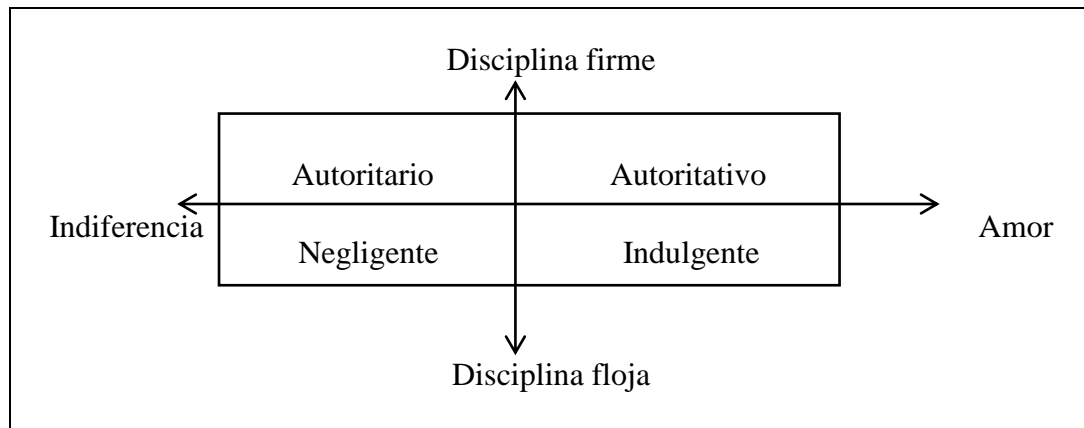 Disciplina firme
Autoritario Autoritativo
Indiferencia Amor
Negligente Indulgente
Disciplina floja